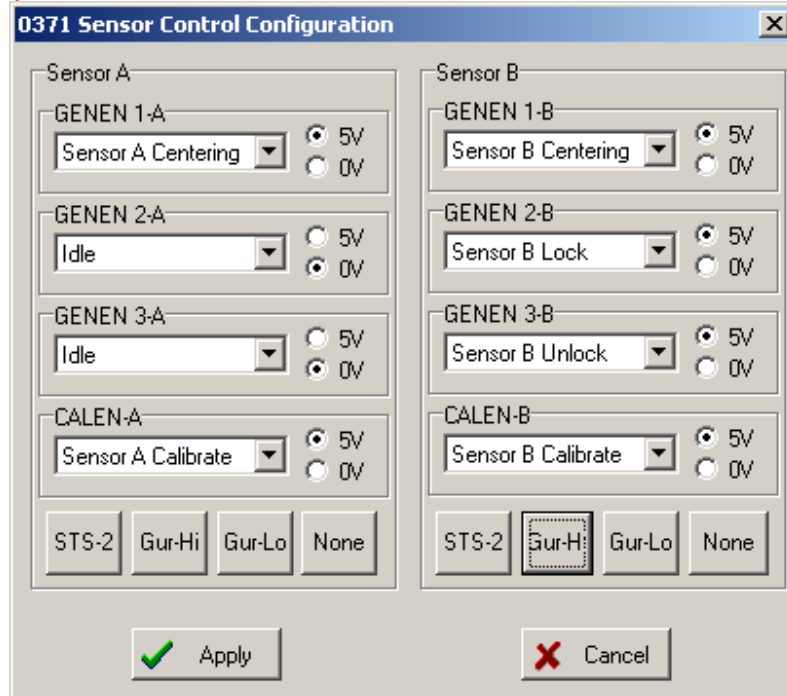 0371 Sensor Control Configuration
Sensor A
GENEN 1-A
Sensor A Centering
5V
0V
GENEN 2-A
Idle
5V
0V
GENEN 3-A
Idle
5V
0V
CALEN-A
Sensor A Calibrate
5V
0V
STS-2 Gur-Hi Gur-Lo None
Sensor B
GENEN 1-B
Sensor B Centering
5V
0V
GENEN 2-B
Sensor B Lock
5V
0V
GENEN 3-B
Sensor B Unlock
5V
0V
CALEN-B
Sensor B Calibrate
5V
0V
STS-2 Gur-Hi Gur-Lo None
Apply
Cancel